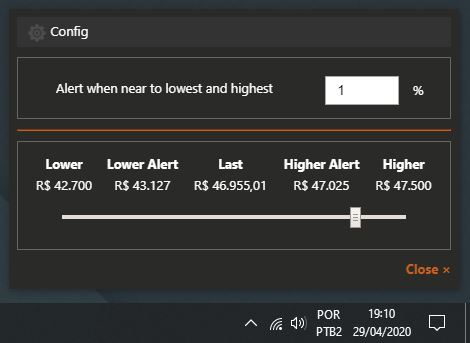 Config
Alert when near to lowest and highest 1 %
Lower Lower Alert Last Higher Alert Higher
R$ 42.700 R$ 43.127 R$ 46.955,01 R$ 47.025 R$ 47.500
Close ×
POR 19:10
PTB2 29/04/2020